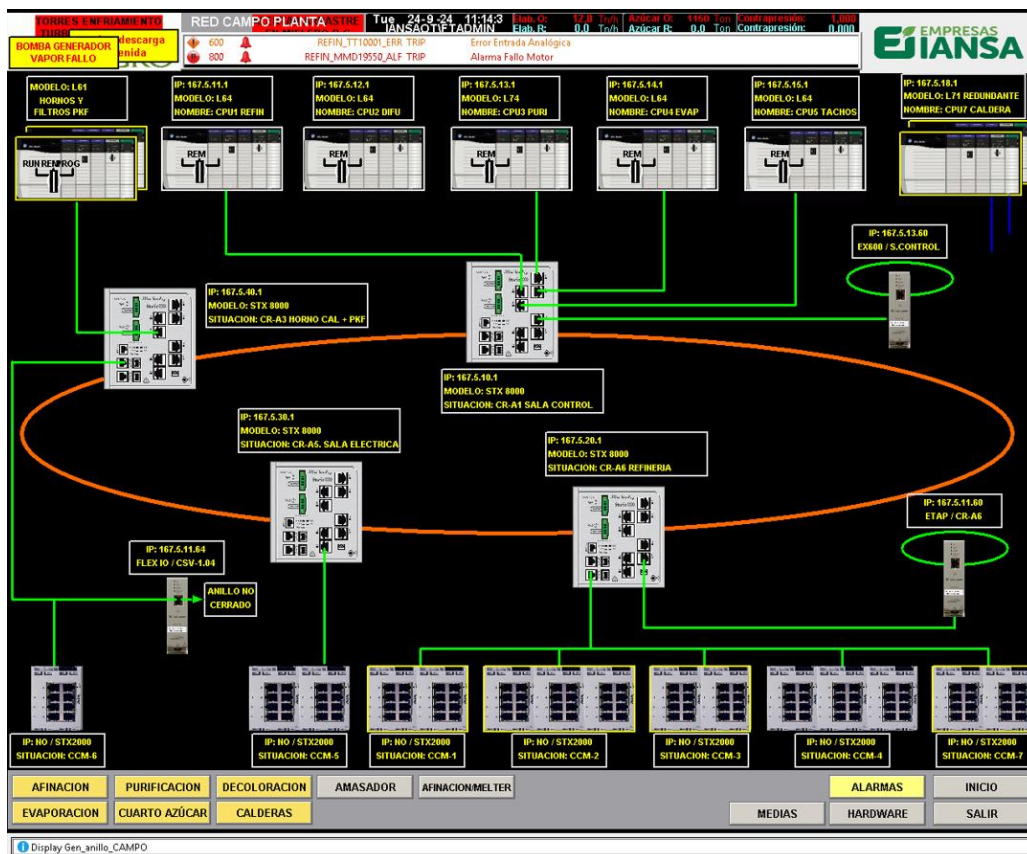 TORRES ENFRIAMIENTO
RED CAMPO PLANTA
Tue 24-9-24 11:14:3
IANSAOT\FTADMIN
Elab. O: 12,8 Tn/h
Azúcar O: 1160 Ton
Contrapresión: 1,000
Elab. R: 0,0 Tn/h
Azúcar R: 0,0 Ton
Contrapresión: 0,000
BOMBA GENERADOR
VAPOR FALLO
descarga
600 REFIN_TT10001_ERR TRIP Error Entrada Analógica
800 REFIN_MMD19550_ALF TRIP Alarma Fallo Motor
EMPRESAS
IANSA
MODELO: L61
HORNOS Y
FILTROS PKF
IP: 167.5.11.1
MODELO: L64
NOMBRE: CPU1 REFIN
IP: 167.5.12.1
MODELO: L64
NOMBRE: CPU2 DIFU
IP: 167.5.13.1
MODELO: L74
NOMBRE: CPU3 PURI
IP: 167.5.14.1
MODELO: L64
NOMBRE: CPU4 EVAP
IP: 167.5.15.1
MODELO: L64
NOMBRE: CPU5 TACHOS
IP: 167.5.18.1
MODELO: L71 REDUNDANTE
NOMBRE: CPU7 CALDERA
RUN REM PROG
REM
REM
REM
REM
REM
IP: 167.5.13.60
EX600 / S.CONTROL
IP: 167.5.40.1
MODELO: STX 8000
SITUACION: CR-A3 HORNO CAL + PKF
IP: 167.5.10.1
MODELO: STX 8000
SITUACION: CR-A1 SALA CONTROL
IP: 167.5.30.1
MODELO: STX 8000
SITUACION: CR-A5. SALA ELECTRICA
IP: 167.5.20.1
MODELO: STX 8000
SITUACION: CR-A6 REFINERIA
IP: 167.5.11.60
ETAP / CR-A6
IP: 167.5.11.64
FLEX IO / CSV-1.04
ANILLO NO
CERRADO
IP: NO / STX2000
SITUACION: CCM-6
IP: NO / STX2000
SITUACION: CCM-5
IP: NO / STX2000
SITUACION: CCM-1
IP: NO / STX2000
SITUACION: CCM-2
IP: NO / STX2000
SITUACION: CCM-3
IP: NO / STX2000
SITUACION: CCM-4
IP: NO / STX2000
SITUACION: CCM-7
AFINACION
PURIFICACION
DECOLORACION
AMASADOR
AFINACION/MELTER
ALARMAS
INICIO
EVAPORACION
CUARTO AZÚCAR
CALDERAS
MEDIAS
HARDWARE
SALIR
Display Gen_anillo_CAMPO